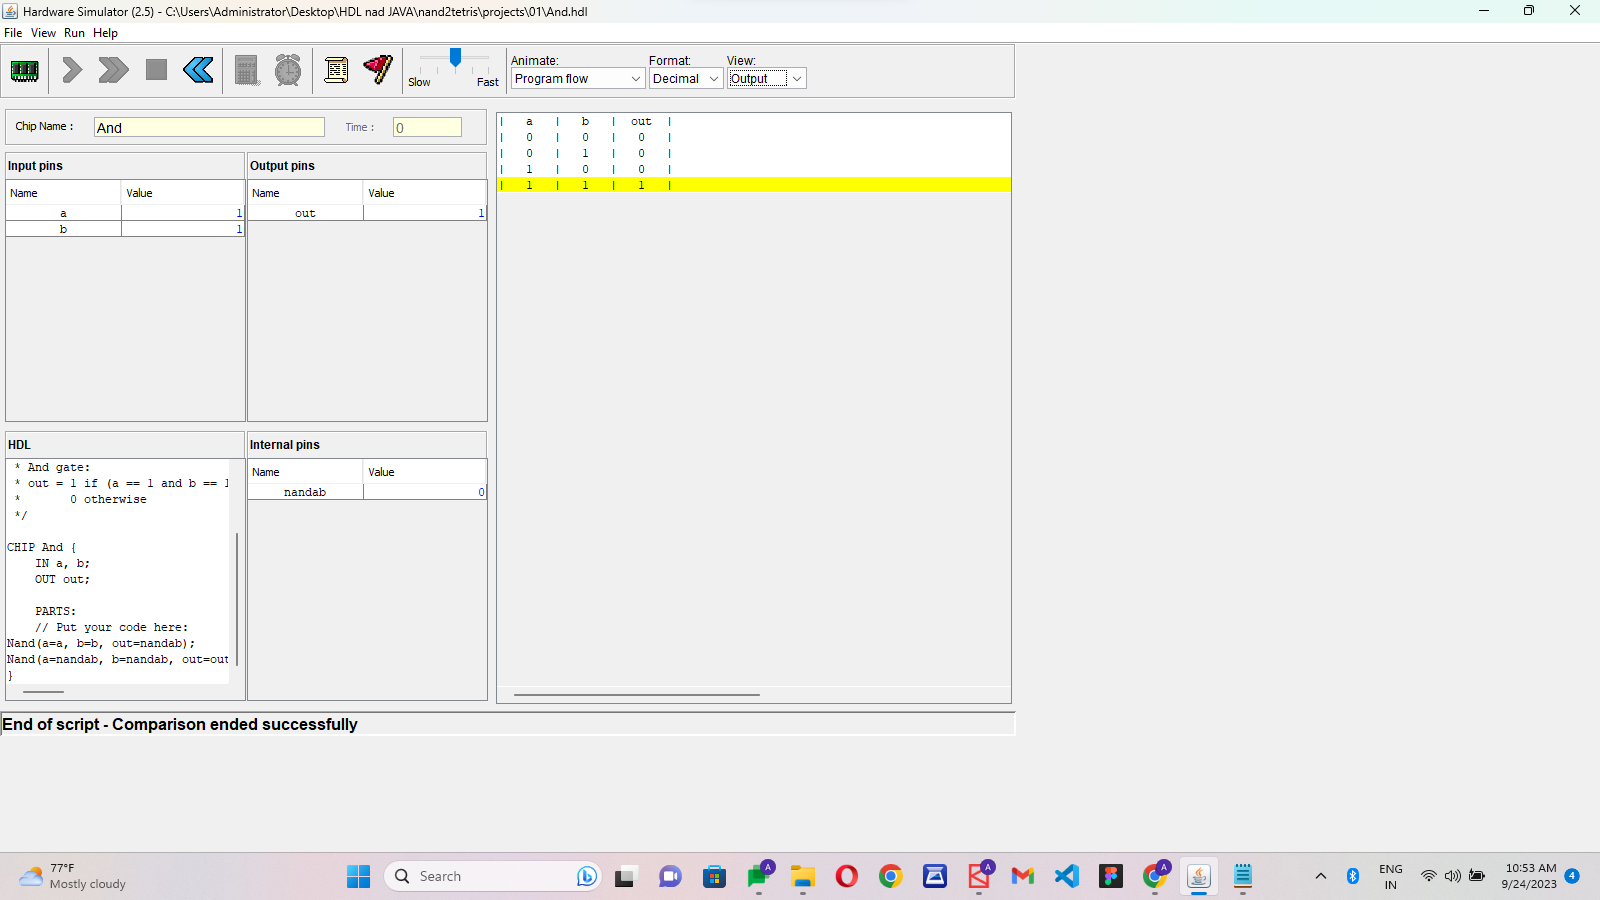 Hardware Simulator (2.5) - C:\Users\Administrator\Desktop\HDL nad JAVA\nand2tetris\projects\01\And.hdl
File View Run Help
Slow Fast
Animate: Format: View:
Program flow Decimal Output
Chip Name : And Time : 0
Input pins
Name Value
a 1
b 1
Output pins
Name Value
out 1
| a | b | out |
| 0 | 0 | 0 |
| 0 | 1 | 0 |
| 1 | 0 | 0 |
| 1 | 1 | 1 |
HDL
* And gate:
* out = 1 if (a == 1 and b == 1
* 0 otherwise
*/
CHIP And {
IN a, b;
OUT out;
PARTS:
// Put your code here:
Nand(a=a, b=b, out=nandab);
Nand(a=nandab, b=nandab, out=out
}
Internal pins
Name Value
nandab 0
End of script - Comparison ended successfully
77°F
Mostly cloudy
Search
A
A
A
ENG
IN
10:53 AM
9/24/2023
4